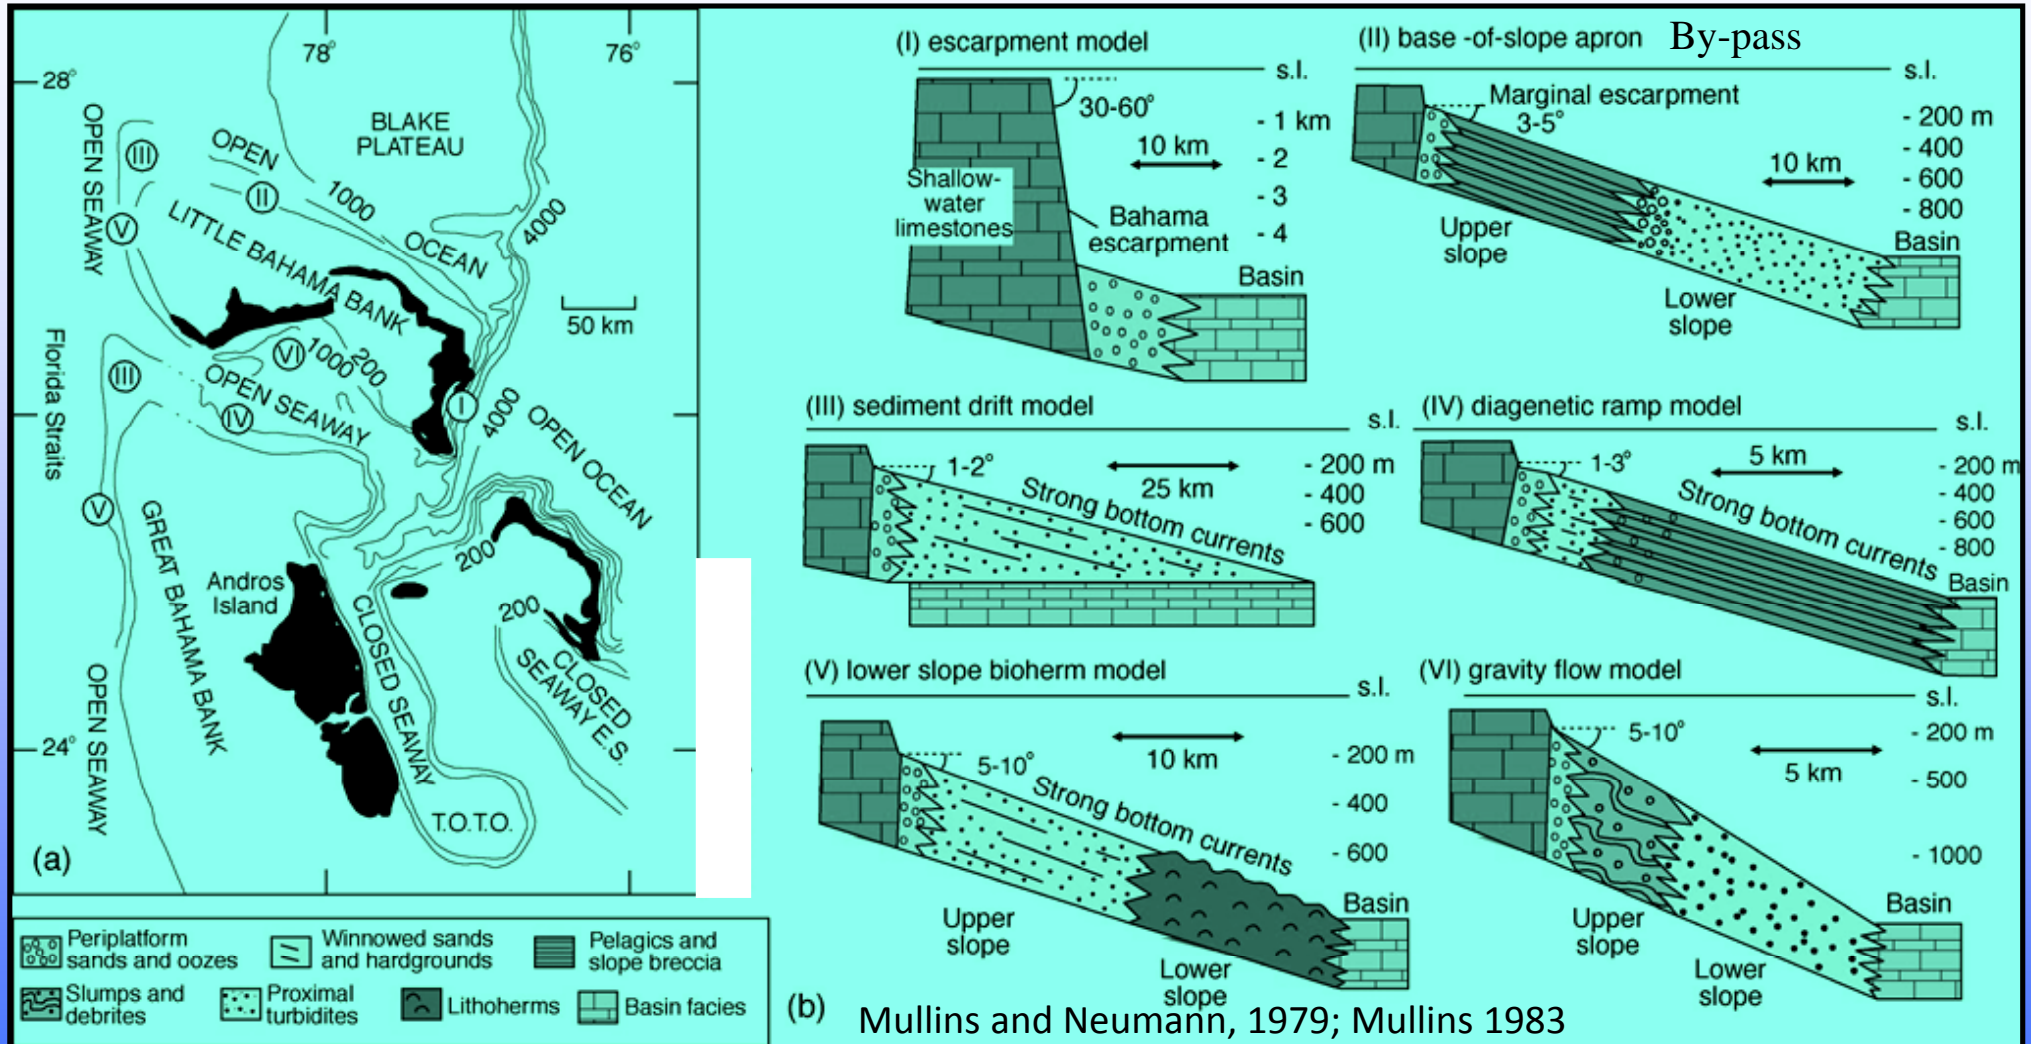 78°
76°
28°
OPEN SEAWAY
III
OPEN
BLAKE
PLATEAU
II
1000
V
LITTLE BAHAMA BANK
OCEAN
4000
50 km
VI
1000
200
Florida Straits
III
OPEN SEAWAY
IV
I
4000
OPEN OCEAN
V
GREAT BAHAMA BANK
200
Andros
Island
CLOSED SEAWAY
200
CLOSED
SEAWAY E.S.
OPEN SEAWAY
24°
T.O.T.O.
(a)
Periplatform
sands and oozes
Winnowed sands
and hardgrounds
Pelagics and
slope breccia
Slumps and
debrites
Proximal
turbidites
Lithoherms
Basin facies
(I) escarpment model
s.l.
30-60°
- 1 km
10 km
- 2
Shallow-
water
limestones
- 3
Bahama
escarpment
- 4
Basin
(II) base -of-slope apron By-pass
s.l.
Marginal escarpment
3-5°
- 200 m
- 400
10 km
- 600
- 800
Upper
slope
Basin
Lower
slope
(III) sediment drift model
s.l.
1-2°
- 200 m
25 km
- 400
Strong bottom currents
- 600
(IV) diagenetic ramp model
s.l.
1-3°
5 km
- 200 m
- 400
Strong bottom currents
- 600
- 800
Basin
(V) lower slope bioherm model
s.l.
10 km
- 200 m
5-10°
Strong bottom currents
- 400
- 600
Upper
slope
Basin
Lower
slope
(VI) gravity flow model
s.l.
5-10°
- 200 m
5 km
- 500
- 1000
Upper
slope
Basin
Lower
slope
(b)
Mullins and Neumann, 1979; Mullins 1983